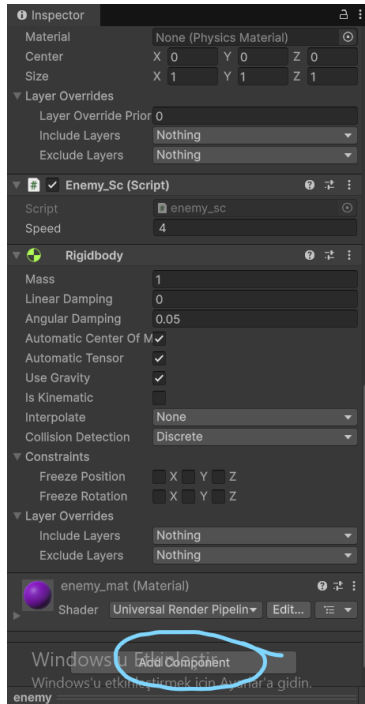 Inspector
Material None (Physics Material)
Center X 0 Y 0 Z 0
Size X 1 Y 1 Z 1
Layer Overrides
Layer Override Prior 0
Include Layers Nothing
Exclude Layers Nothing
# Enemy_Sc (Script)
Script # enemy_sc
Speed 4
Rigidbody
Mass 1
Linear Damping 0
Angular Damping 0.05
Automatic Center Of M
Automatic Tensor
Use Gravity
Is Kinematic
Interpolate None
Collision Detection Discrete
Constraints
Freeze Position X Y Z
Freeze Rotation X Y Z
Layer Overrides
Include Layers Nothing
Exclude Layers Nothing
enemy_mat (Material)
Shader Universal Render Pipelin Edit...
Windows'u Etkinleştir
Add Component
Windows'u etkinleştirmek için Ayarlar'a gidin.
enemy